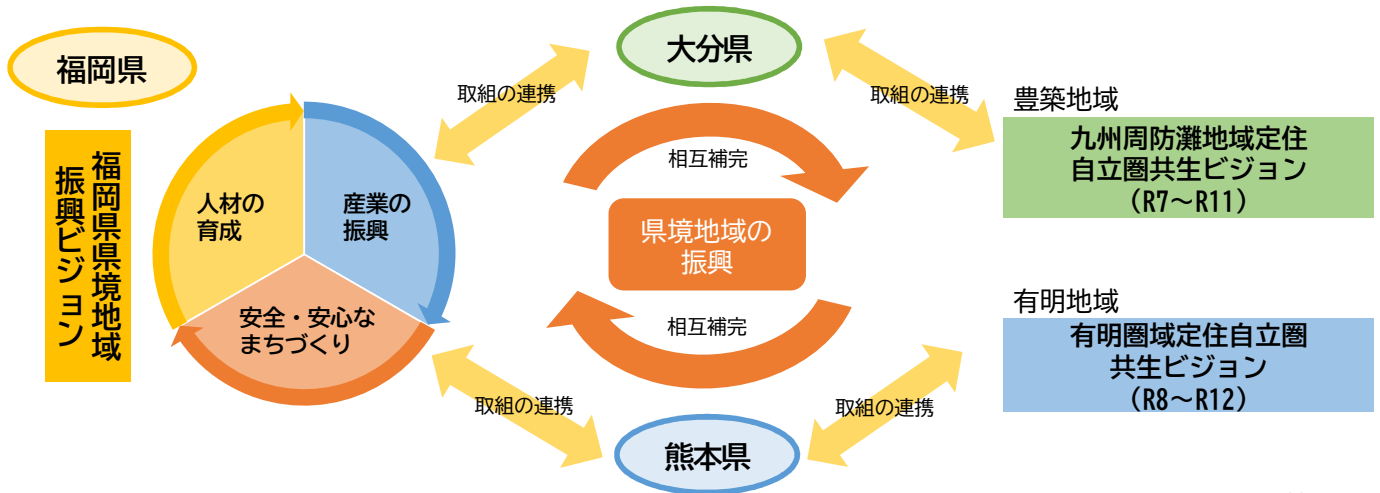 福岡県
福岡県県境地域
振興ビジョン
人材の
育成
産業の
振興
安全・安心な
まちづくり
取組の連携
大分県
取組の連携
相互補完
県境地域の
振興
相互補完
取組の連携
熊本県
取組の連携
豊築地域
九州周防灘地域定住
自立圏共生ビジョン
（R7～R11）
有明地域
有明圏域定住自立圏
共生ビジョン
（R8～R12）